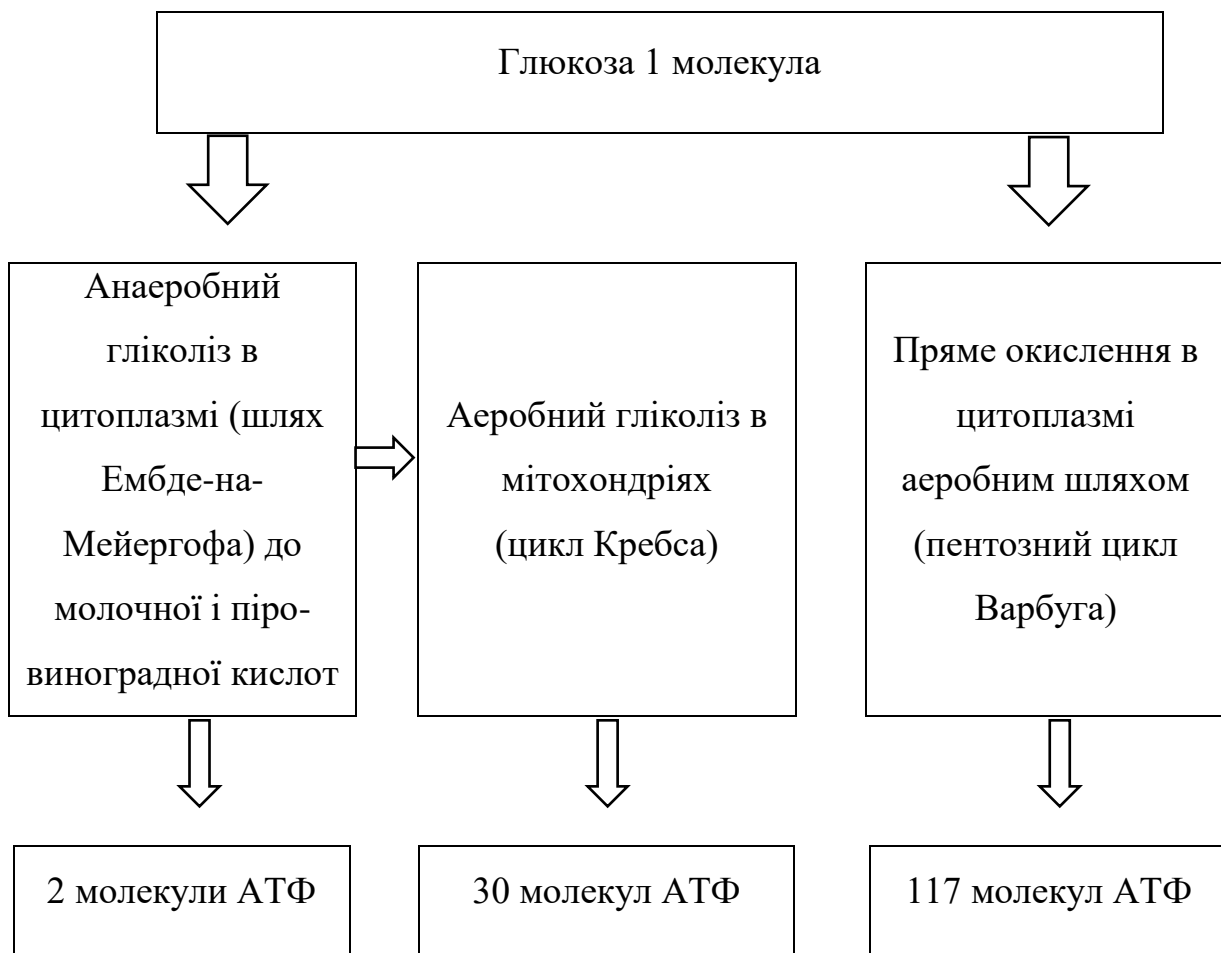 Глюкоза 1 молекула
Анаеробний
гліколіз в
цитоплазмі (шлях
Ембде-на-
Мейергофа) до
молочної і піро-
виноградної кислот
Аеробний гліколіз в
мітохондріях
(цикл Кребса)
Пряме окислення в
цитоплазмі
аеробним шляхом
(пентозний цикл
Варбуга)
2 молекули АТФ
30 молекул АТФ
117 молекул АТФ